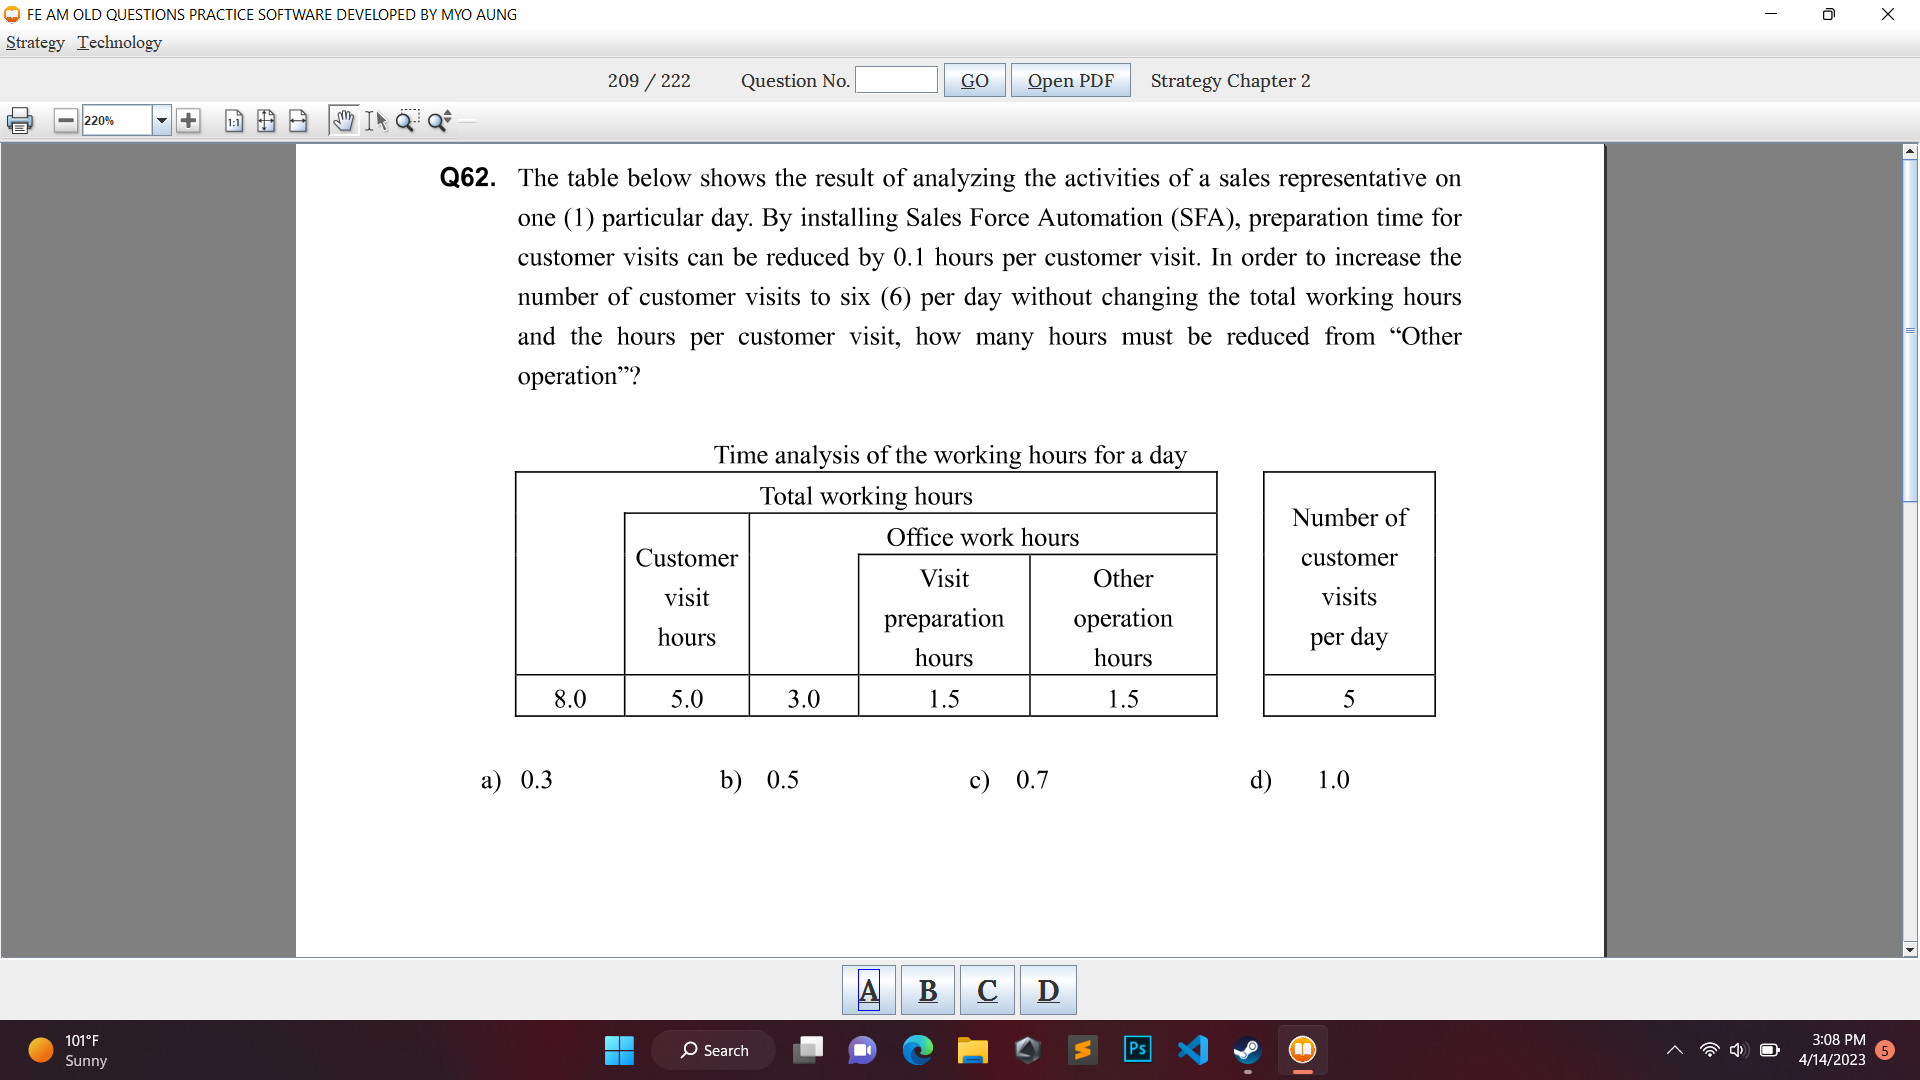 FE AM OLD QUESTIONS PRACTICE SOFTWARE DEVELOPED BY MYO AUNG
Strategy Technology
209 / 222 Question No. GO Open PDF Strategy Chapter 2
220% 1:1
Q62. The table below shows the result of analyzing the activities of a sales representative on
one (1) particular day. By installing Sales Force Automation (SFA), preparation time for
customer visits can be reduced by 0.1 hours per customer visit. In order to increase the
number of customer visits to six (6) per day without changing the total working hours
and the hours per customer visit, how many hours must be reduced from “Other
operation”?
Time analysis of the working hours for a day
Total working hours
Customer
visit
hours
Office work hours
Visit
preparation
hours
Other
operation
hours
Number of
customer
visits
per day
8.0 5.0 3.0 1.5 1.5 5
a) 0.3 b) 0.5 c) 0.7 d) 1.0
A B C D
101°F
Sunny
Search
Ps
3:08 PM
4/14/2023
5